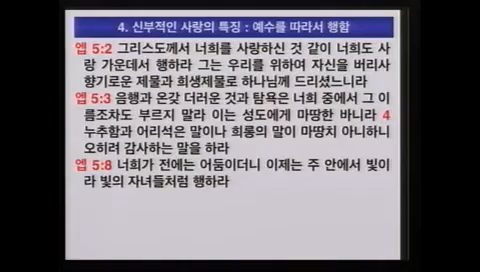 4. 신부적인 사랑의 특징 : 예수를 따라서 행함
엡 5:2 그리스도께서 너희를 사랑하신 것 같이 너희도 사
랑 가운데서 행하라 그는 우리를 위하여 자신을 버리사
향기로운 제물과 희생제물로 하나님께 드리셨느니라
엡 5:3 음행과 온갖 더러운 것과 탐욕은 너희 중에서 그 이
름조차도 부르지 말라 이는 성도에게 마땅한 바니라 4
누추함과 어리석은 말이나 희롱의 말이 마땅치 아니하니
오히려 감사하는 말을 하라
엡 5:8 너희가 전에는 어둠이더니 이제는 주 안에서 빛이
라 빛의 자녀들처럼 행하라